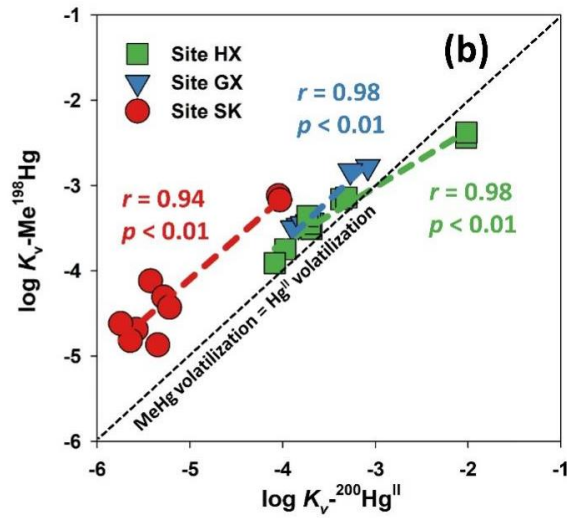 (b)
Site HX
Site GX
Site SK
r = 0.98
p < 0.01
r = 0.94
p < 0.01
r = 0.98
p < 0.01
MeHg volatilization = Hgᴵᴵ volatilization
log Kᵥ-Me¹⁹⁸Hg
-1
-2
-3
-4
-5
-6
-6
-5
-4
-3
-2
-1
log Kᵥ-²⁰⁰Hgᴵᴵ